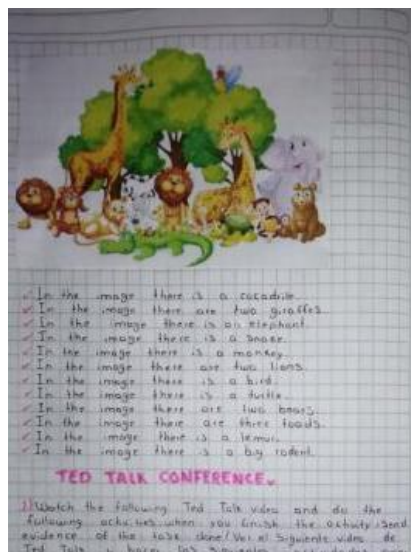 ✓ In the image there is a cocodrile.
✓ In the image there are two giraffes.
✓ In the image there is an elephant.
✓ In the image there is a snake.
✓ In the image there is a monkey.
✓ In the image there are two lions.
✓ In the image there is a bird.
✓ In the image there is a turtle.
✓ In the image there are two bears.
✓ In the image there are three toads.
✓ In the image there is a lemur.
✓ In the image there is a big rodent.
TED TALK CONFERENCE.
Watch the following Ted Talk video and do the
following activities when you finish the activity send
evidence of the task done / Ver el siguiente video de
Ted Talk